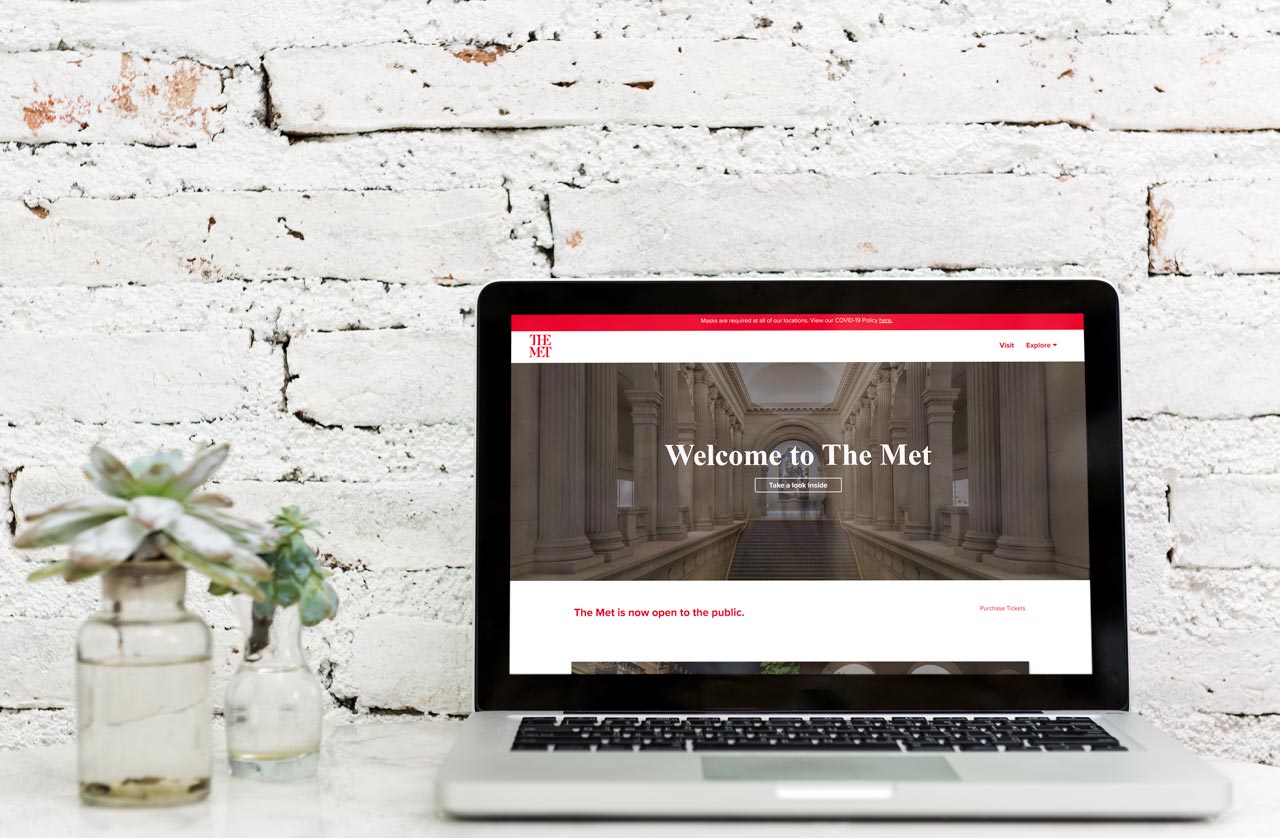 Masks are required at all of our locations. View our COVID-19 Policy here.
THE
MET
Visit
Explore
Welcome to The Met
Take a look inside
The Met is now open to the public.
Purchase Tickets